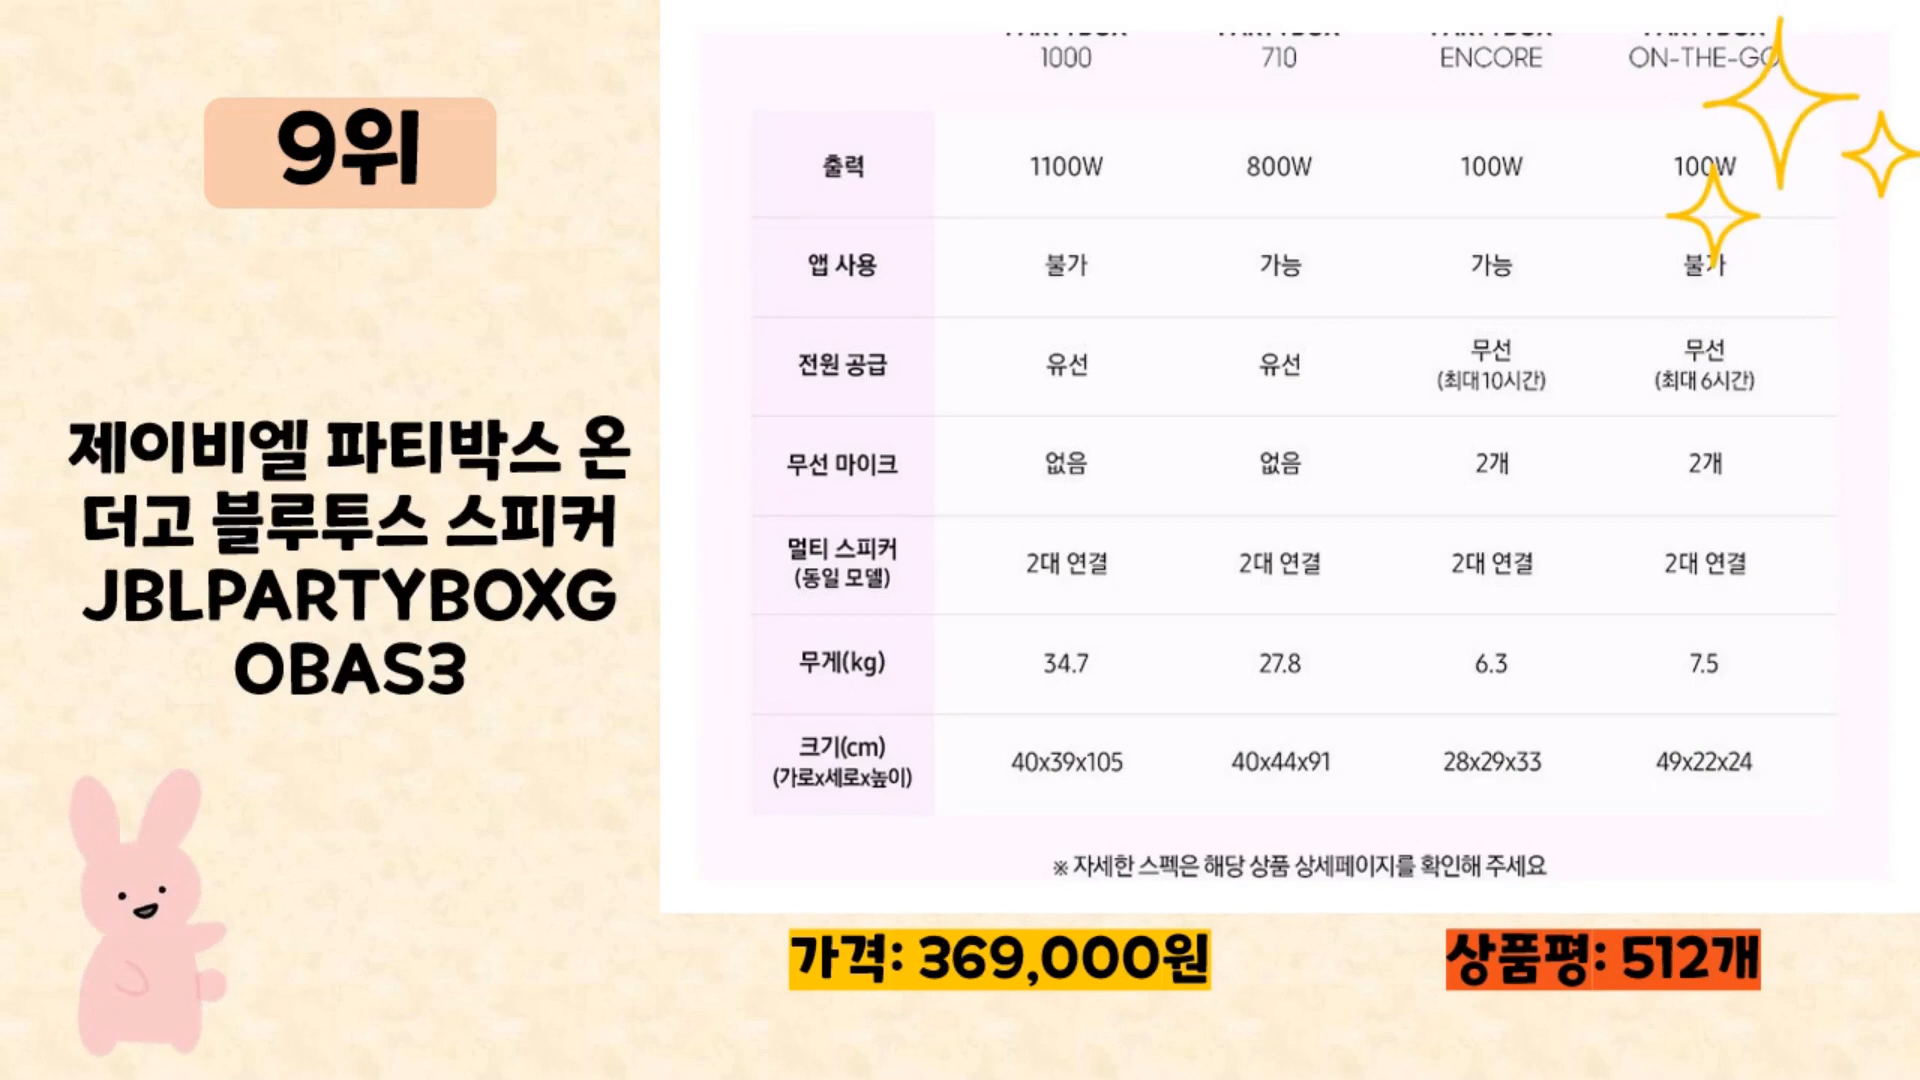 9위
제이비엘 파티박스 온
더고 블루투스 스피커
JBLPARTYBOXG
OBAS3
1000 710 ENCORE ON-THE-GO
출력 1100W 800W 100W 100W
앱 사용 불가 가능 가능 불가
전원 공급 유선 유선 무선 (최대 10시간) 무선 (최대 6시간)
무선 마이크 없음 없음 2개 2개
멀티 스피커 (동일 모델) 2대 연결 2대 연결 2대 연결 2대 연결
무게(kg) 34.7 27.8 6.3 7.5
크기(cm) (가로x세로x높이) 40x39x105 40x44x91 28x29x33 49x22x24
※ 자세한 스펙은 해당 상품 상세페이지를 확인해 주세요
가격: 369,000원
상품평: 512개